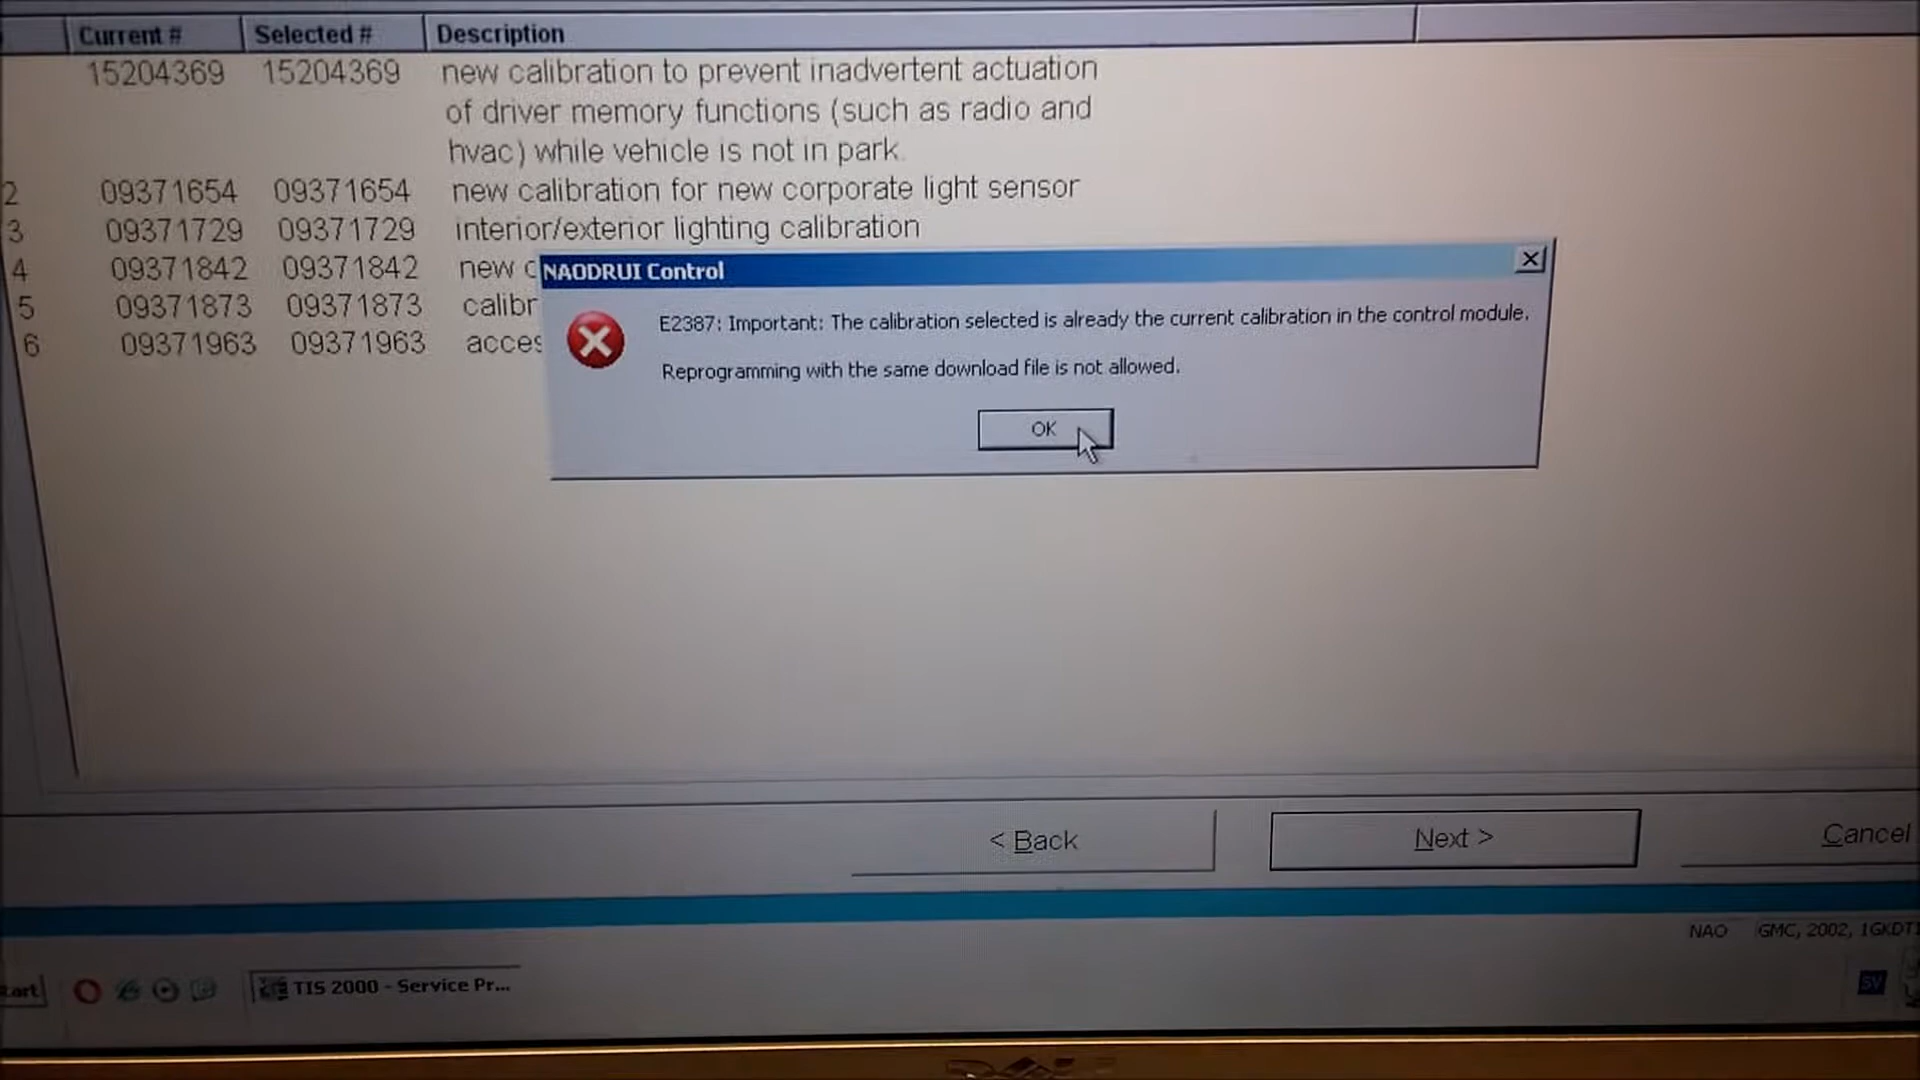 Current # Selected # Description
15204369 15204369 new calibration to prevent inadvertent actuation
of driver memory functions (such as radio and
hvac) while vehicle is not in park.
2 09371654 09371654 new calibration for new corporate light sensor
3 09371729 09371729 interior/exterior lighting calibration
4 09371842 09371842 new c
5 09371873 09371873 calibr
6 09371963 09371963 acces
NAODRUI Control
E2387: Important: The calibration selected is already the current calibration in the control module.
Reprogramming with the same download file is not allowed.
OK
< Back Next > Cancel
NAO GMC, 2002, 1GKDT1
tart TIS 2000 - Service Pr... SV